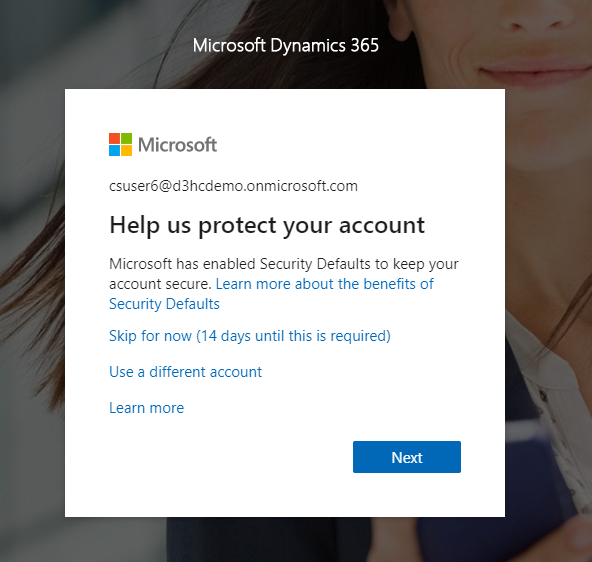 Microsoft Dynamics 365
Microsoft
csuser6@d3hcdemo.onmicrosoft.com
Help us protect your account
Microsoft has enabled Security Defaults to keep your
account secure. Learn more about the benefits of
Security Defaults
Skip for now (14 days until this is required)
Use a different account
Learn more
Next